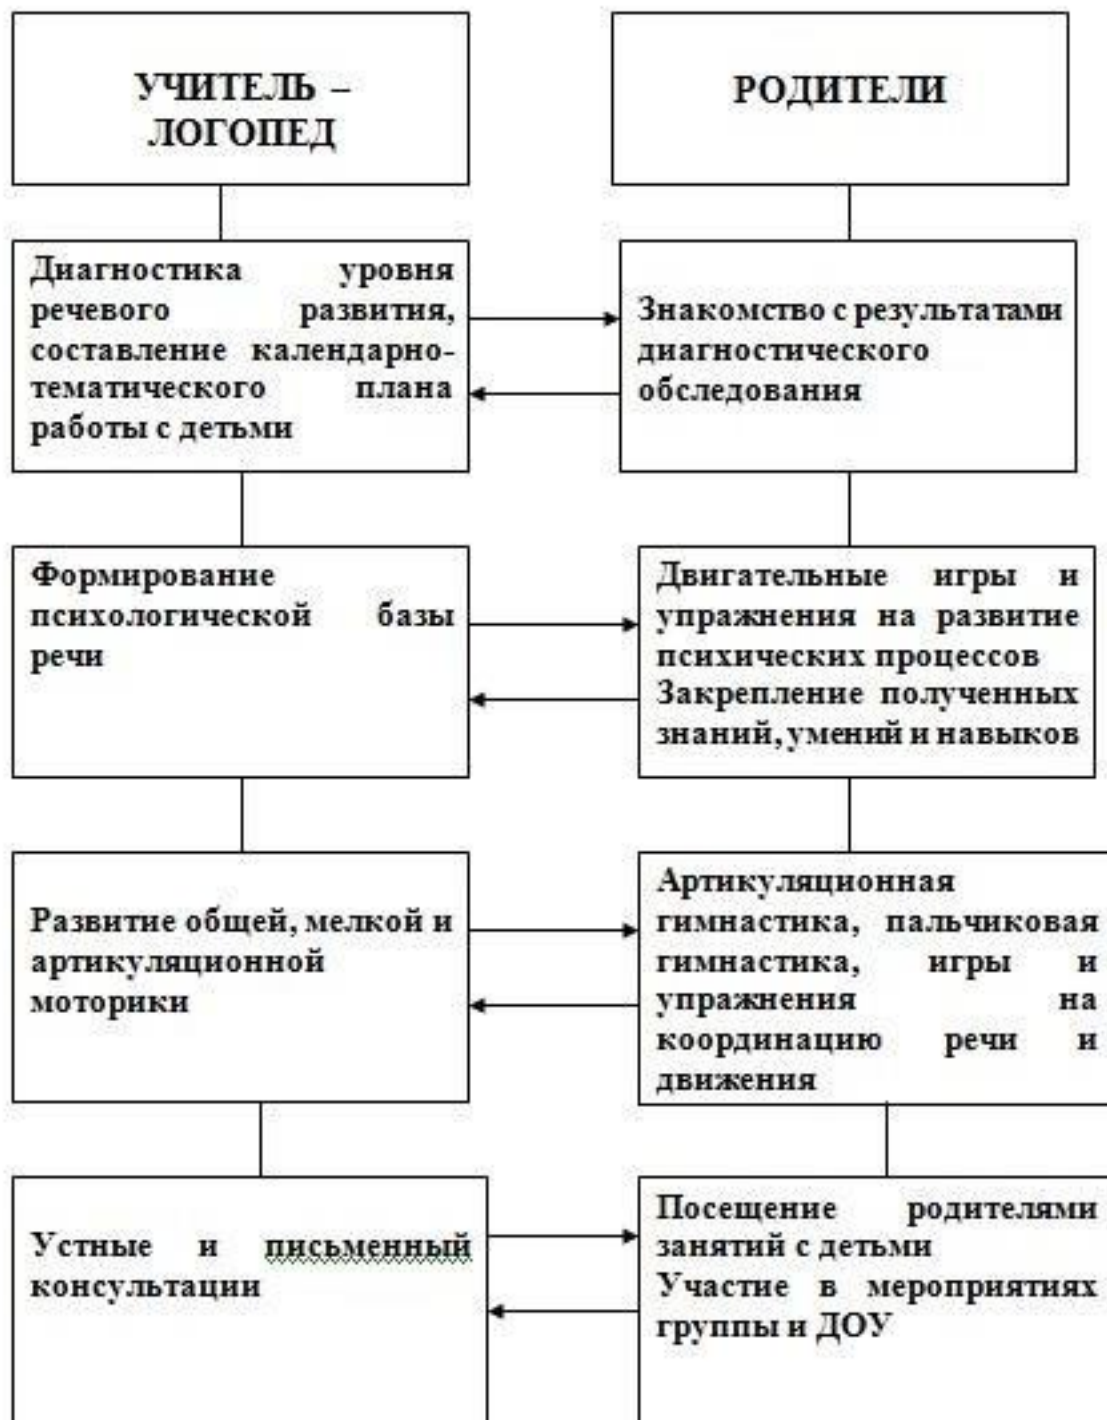 УЧИТЕЛЬ –
ЛОГОПЕД
РОДИТЕЛИ
Диагностика уровня
речевого развития,
составление календарно-
тематического плана
работы с детьми
Знакомство с результатами
диагностического
обследования
Формирование
психологической базы
речи
Двигательные игры и
упражнения на развитие
психических процессов
Закрепление полученных
знаний, умений и навыков
Развитие общей, мелкой и
артикуляционной
моторики
Артикуляционная
гимнастика, пальчиковая
гимнастика, игры и
упражнения на
координацию речи и
движения
Устные и письменный
консультации
Посещение родителями
занятий с детьми
Участие в мероприятиях
группы и ДОУ